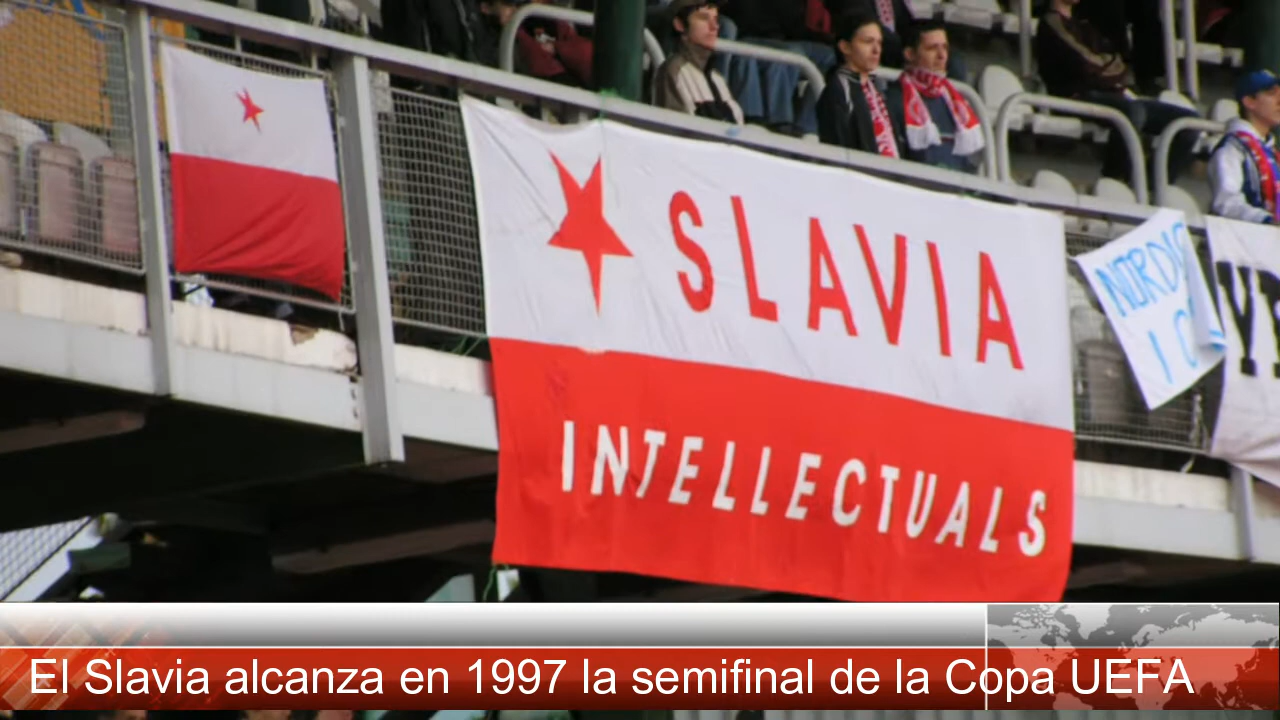 SLAVIA
INTELLECTUALS
El Slavia alcanza en 1997 la semifinal de la Copa UEFA